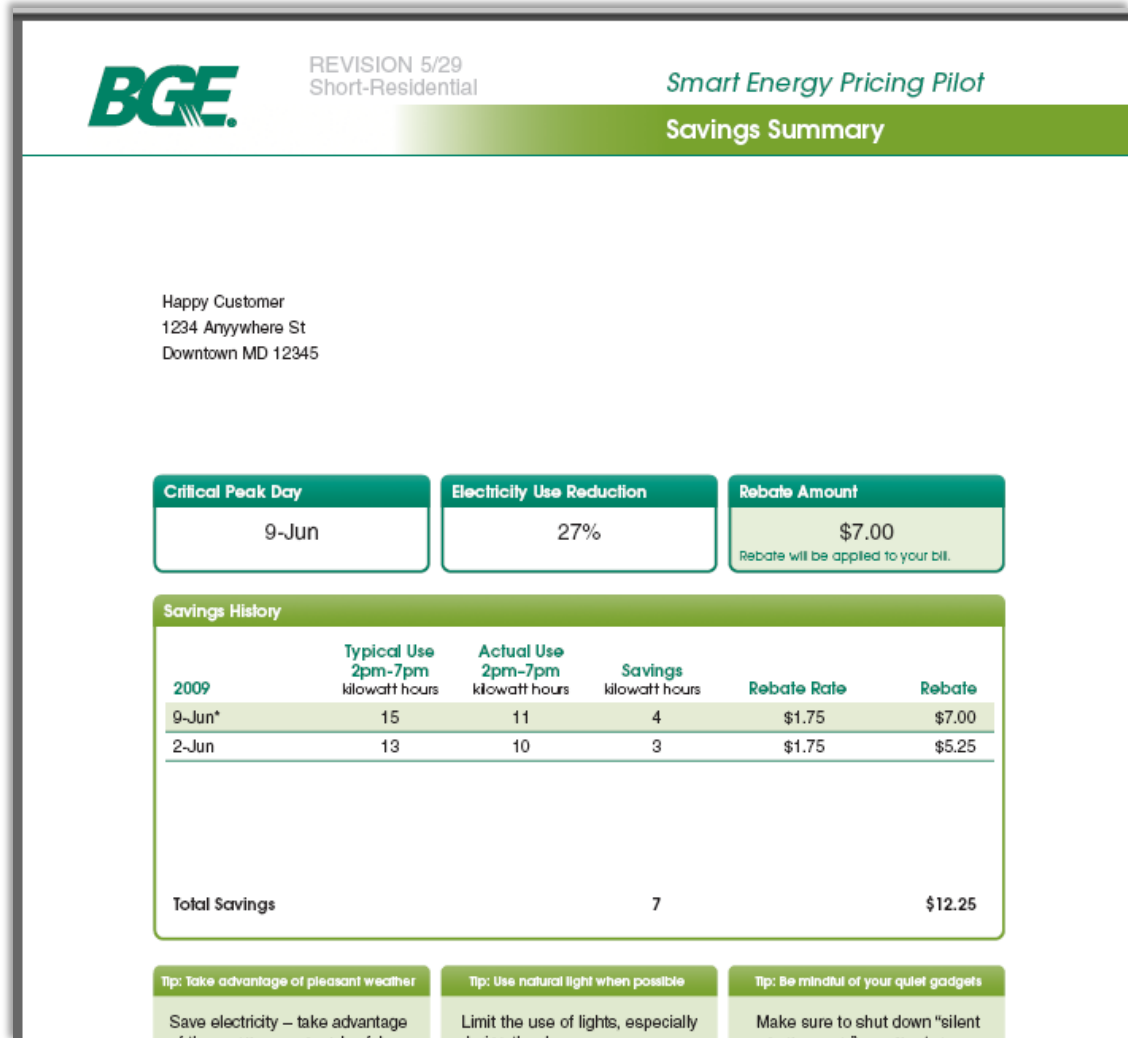 BGE.
REVISION 5/29
Short-Residential
Smart Energy Pricing Pilot
Savings Summary
Happy Customer
1234 Anyywhere St
Downtown MD 12345
Critical Peak Day
9-Jun
Electricity Use Reduction
27%
Rebate Amount
$7.00
Rebate will be applied to your bill.
Savings History
2009 Typical Use 2pm-7pm kilowatt hours Actual Use 2pm-7pm kilowatt hours Savings kilowatt hours Rebate Rate Rebate
9-Jun* 15 11 4 $1.75 $7.00
2-Jun 13 10 3 $1.75 $5.25
Total Savings 7 $12.25
Tip: Take advantage of pleasant weather
Save electricity – take advantage
Tip: Use natural light when possible
Limit the use of lights, especially
Tip: Be mindful of your quiet gadgets
Make sure to shut down “silent